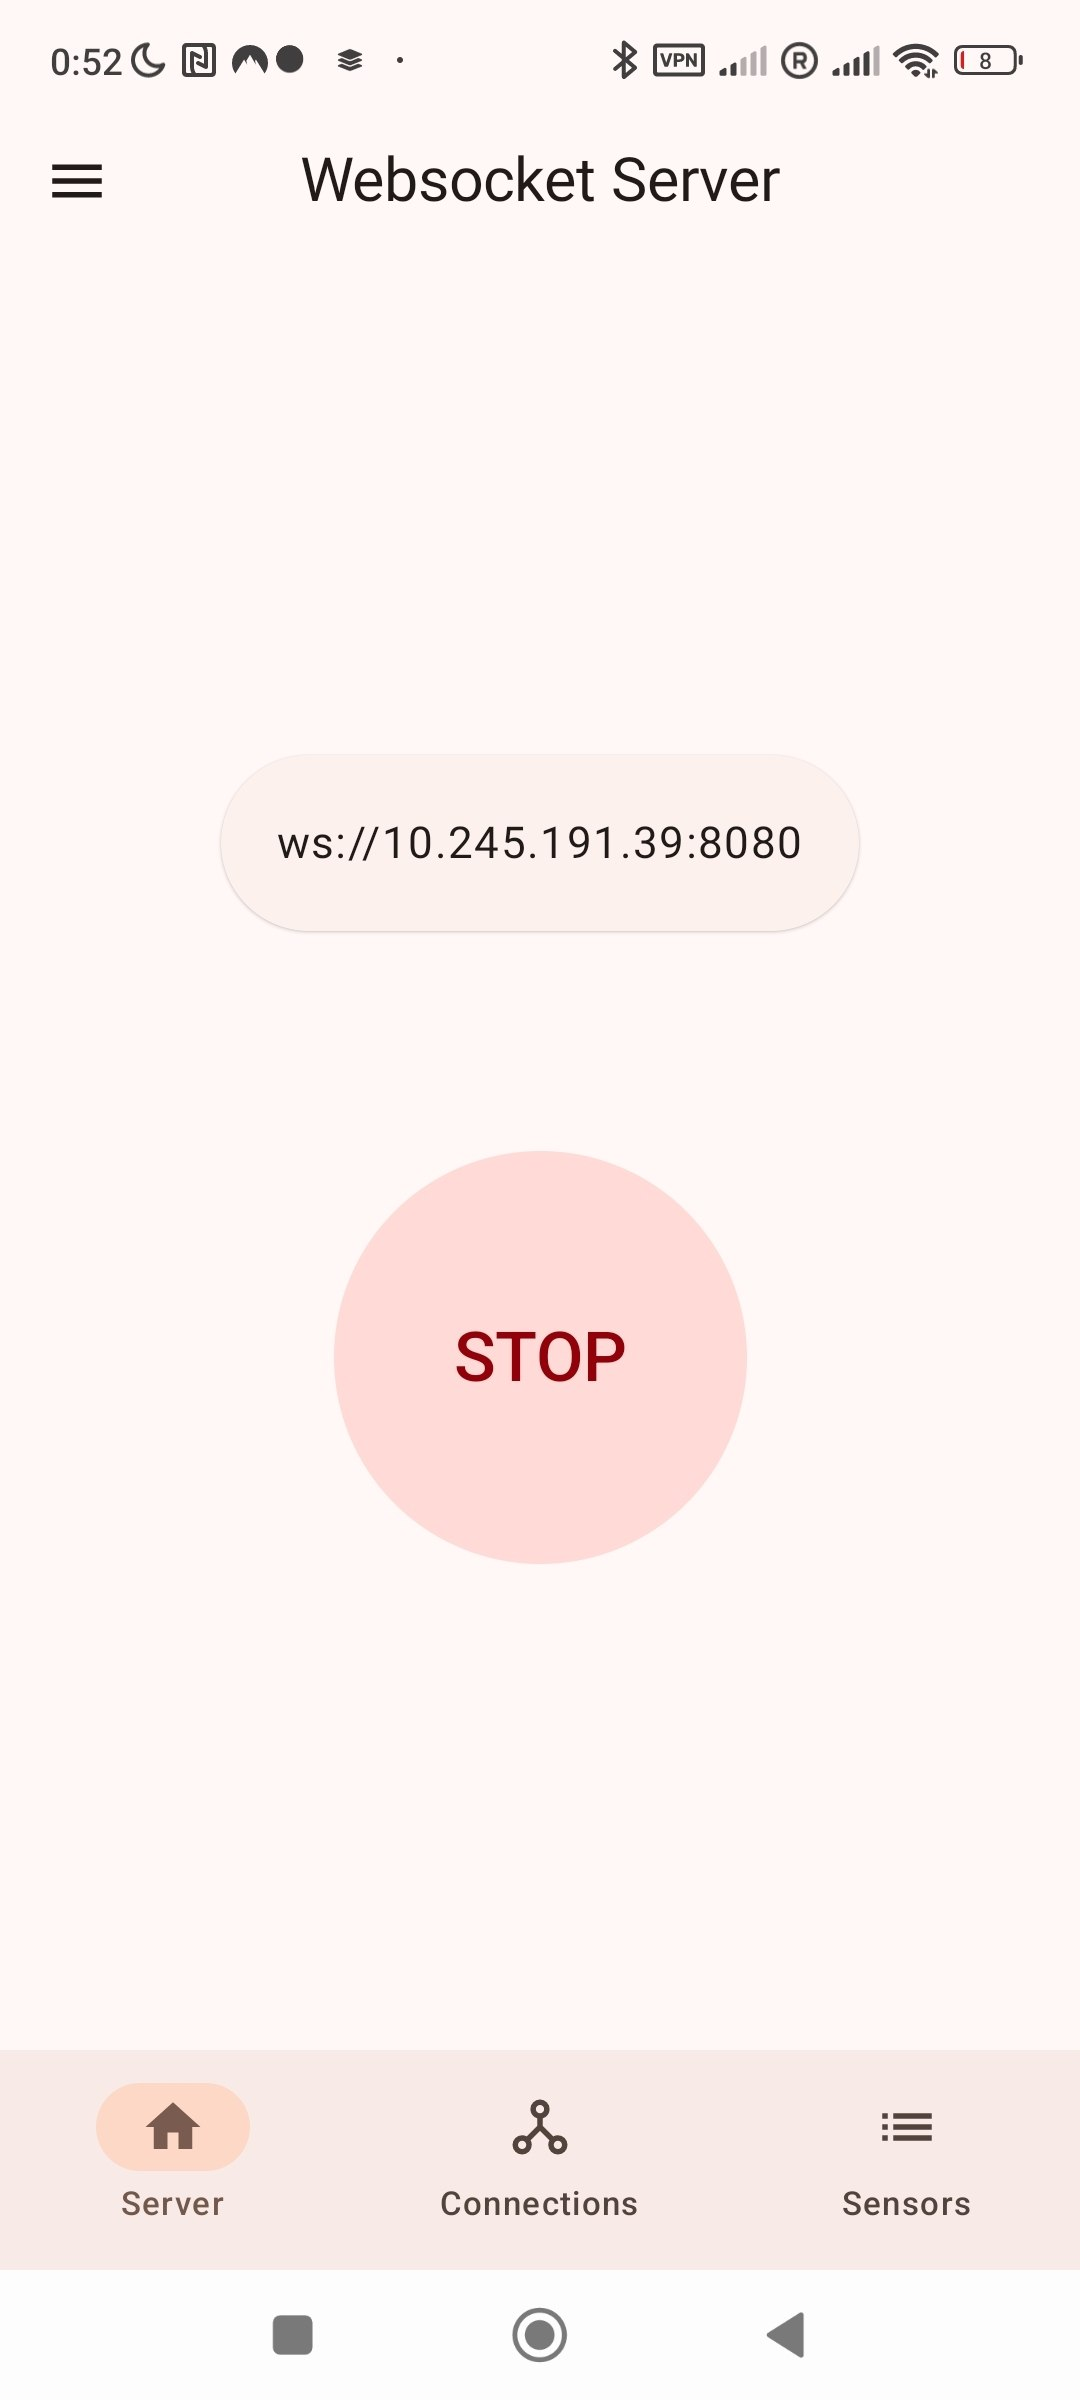 0:52 VPN R 8
Websocket Server
ws://10.245.191.39:8080
STOP
Server Connections Sensors